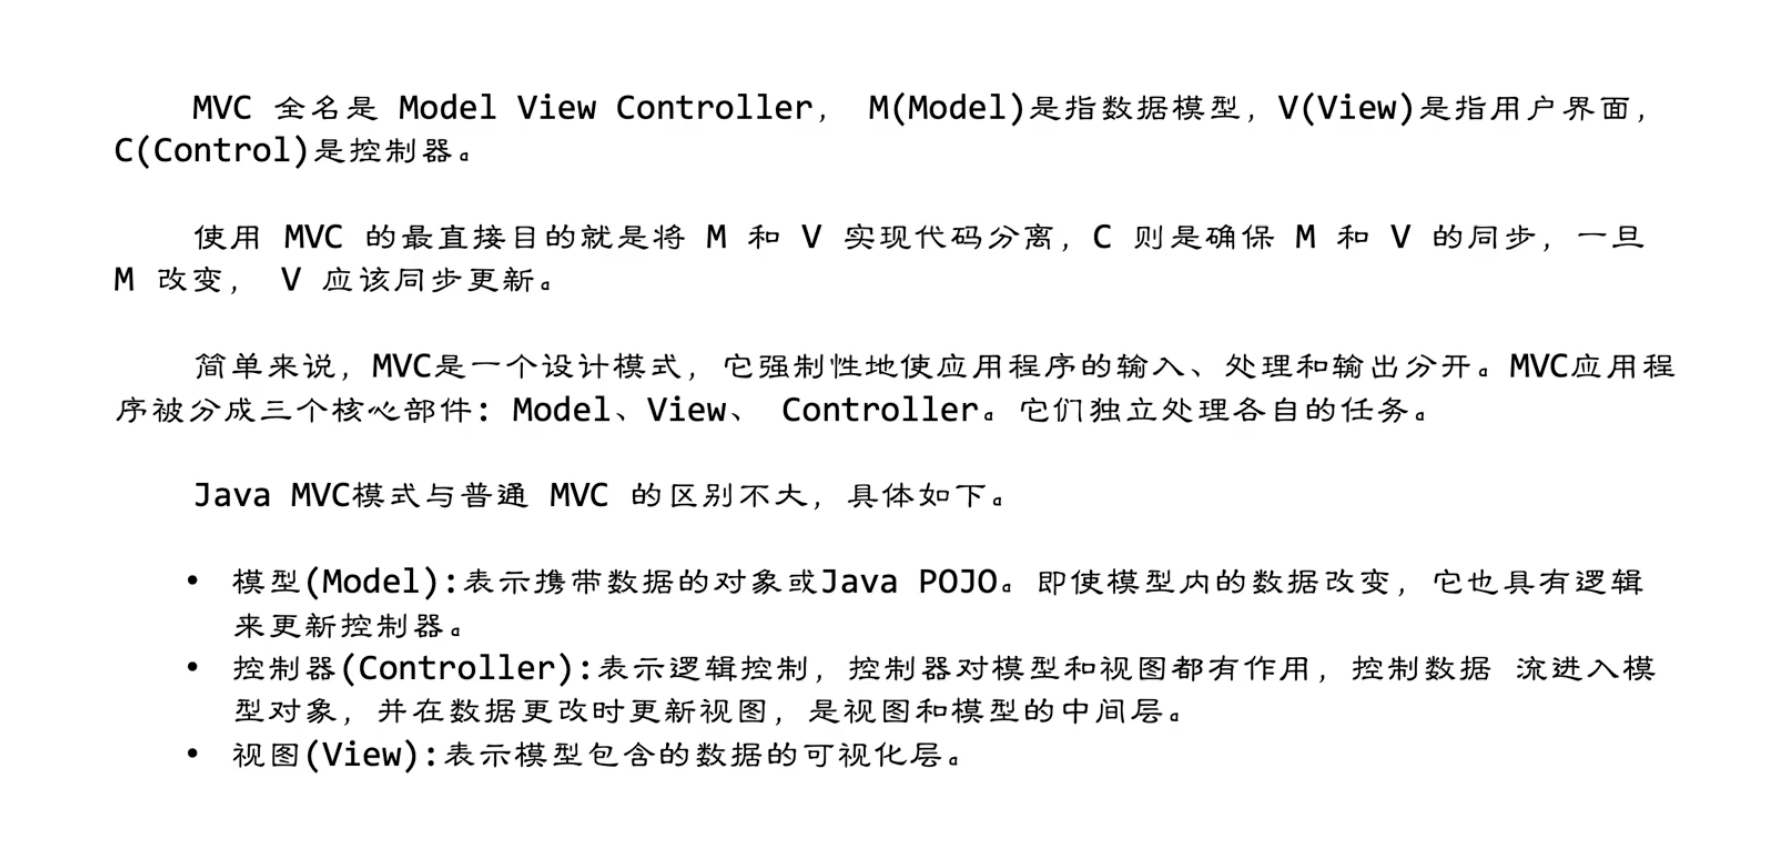 MVC 全名是 Model View Controller， M(Model)是指数据模型，V(View)是指用户界面，
C(Control)是控制器。
使用 MVC 的最直接目的就是将 M 和 V 实现代码分离，C 则是确保 M 和 V 的同步，一旦
M 改变， V 应该同步更新。
简单来说，MVC是一个设计模式，它强制性地使应用程序的输入、处理和输出分开。MVC应用程
序被分成三个核心部件: Model、View、 Controller。它们独立处理各自的任务。
Java MVC模式与普通 MVC 的区别不大，具体如下。
• 模型(Model):表示携带数据的对象或Java POJO。即使模型内的数据改变，它也具有逻辑
来更新控制器。
• 控制器(Controller):表示逻辑控制，控制器对模型和视图都有作用，控制数据 流进入模
型对象，并在数据更改时更新视图，是视图和模型的中间层。
• 视图(View):表示模型包含的数据的可视化层。